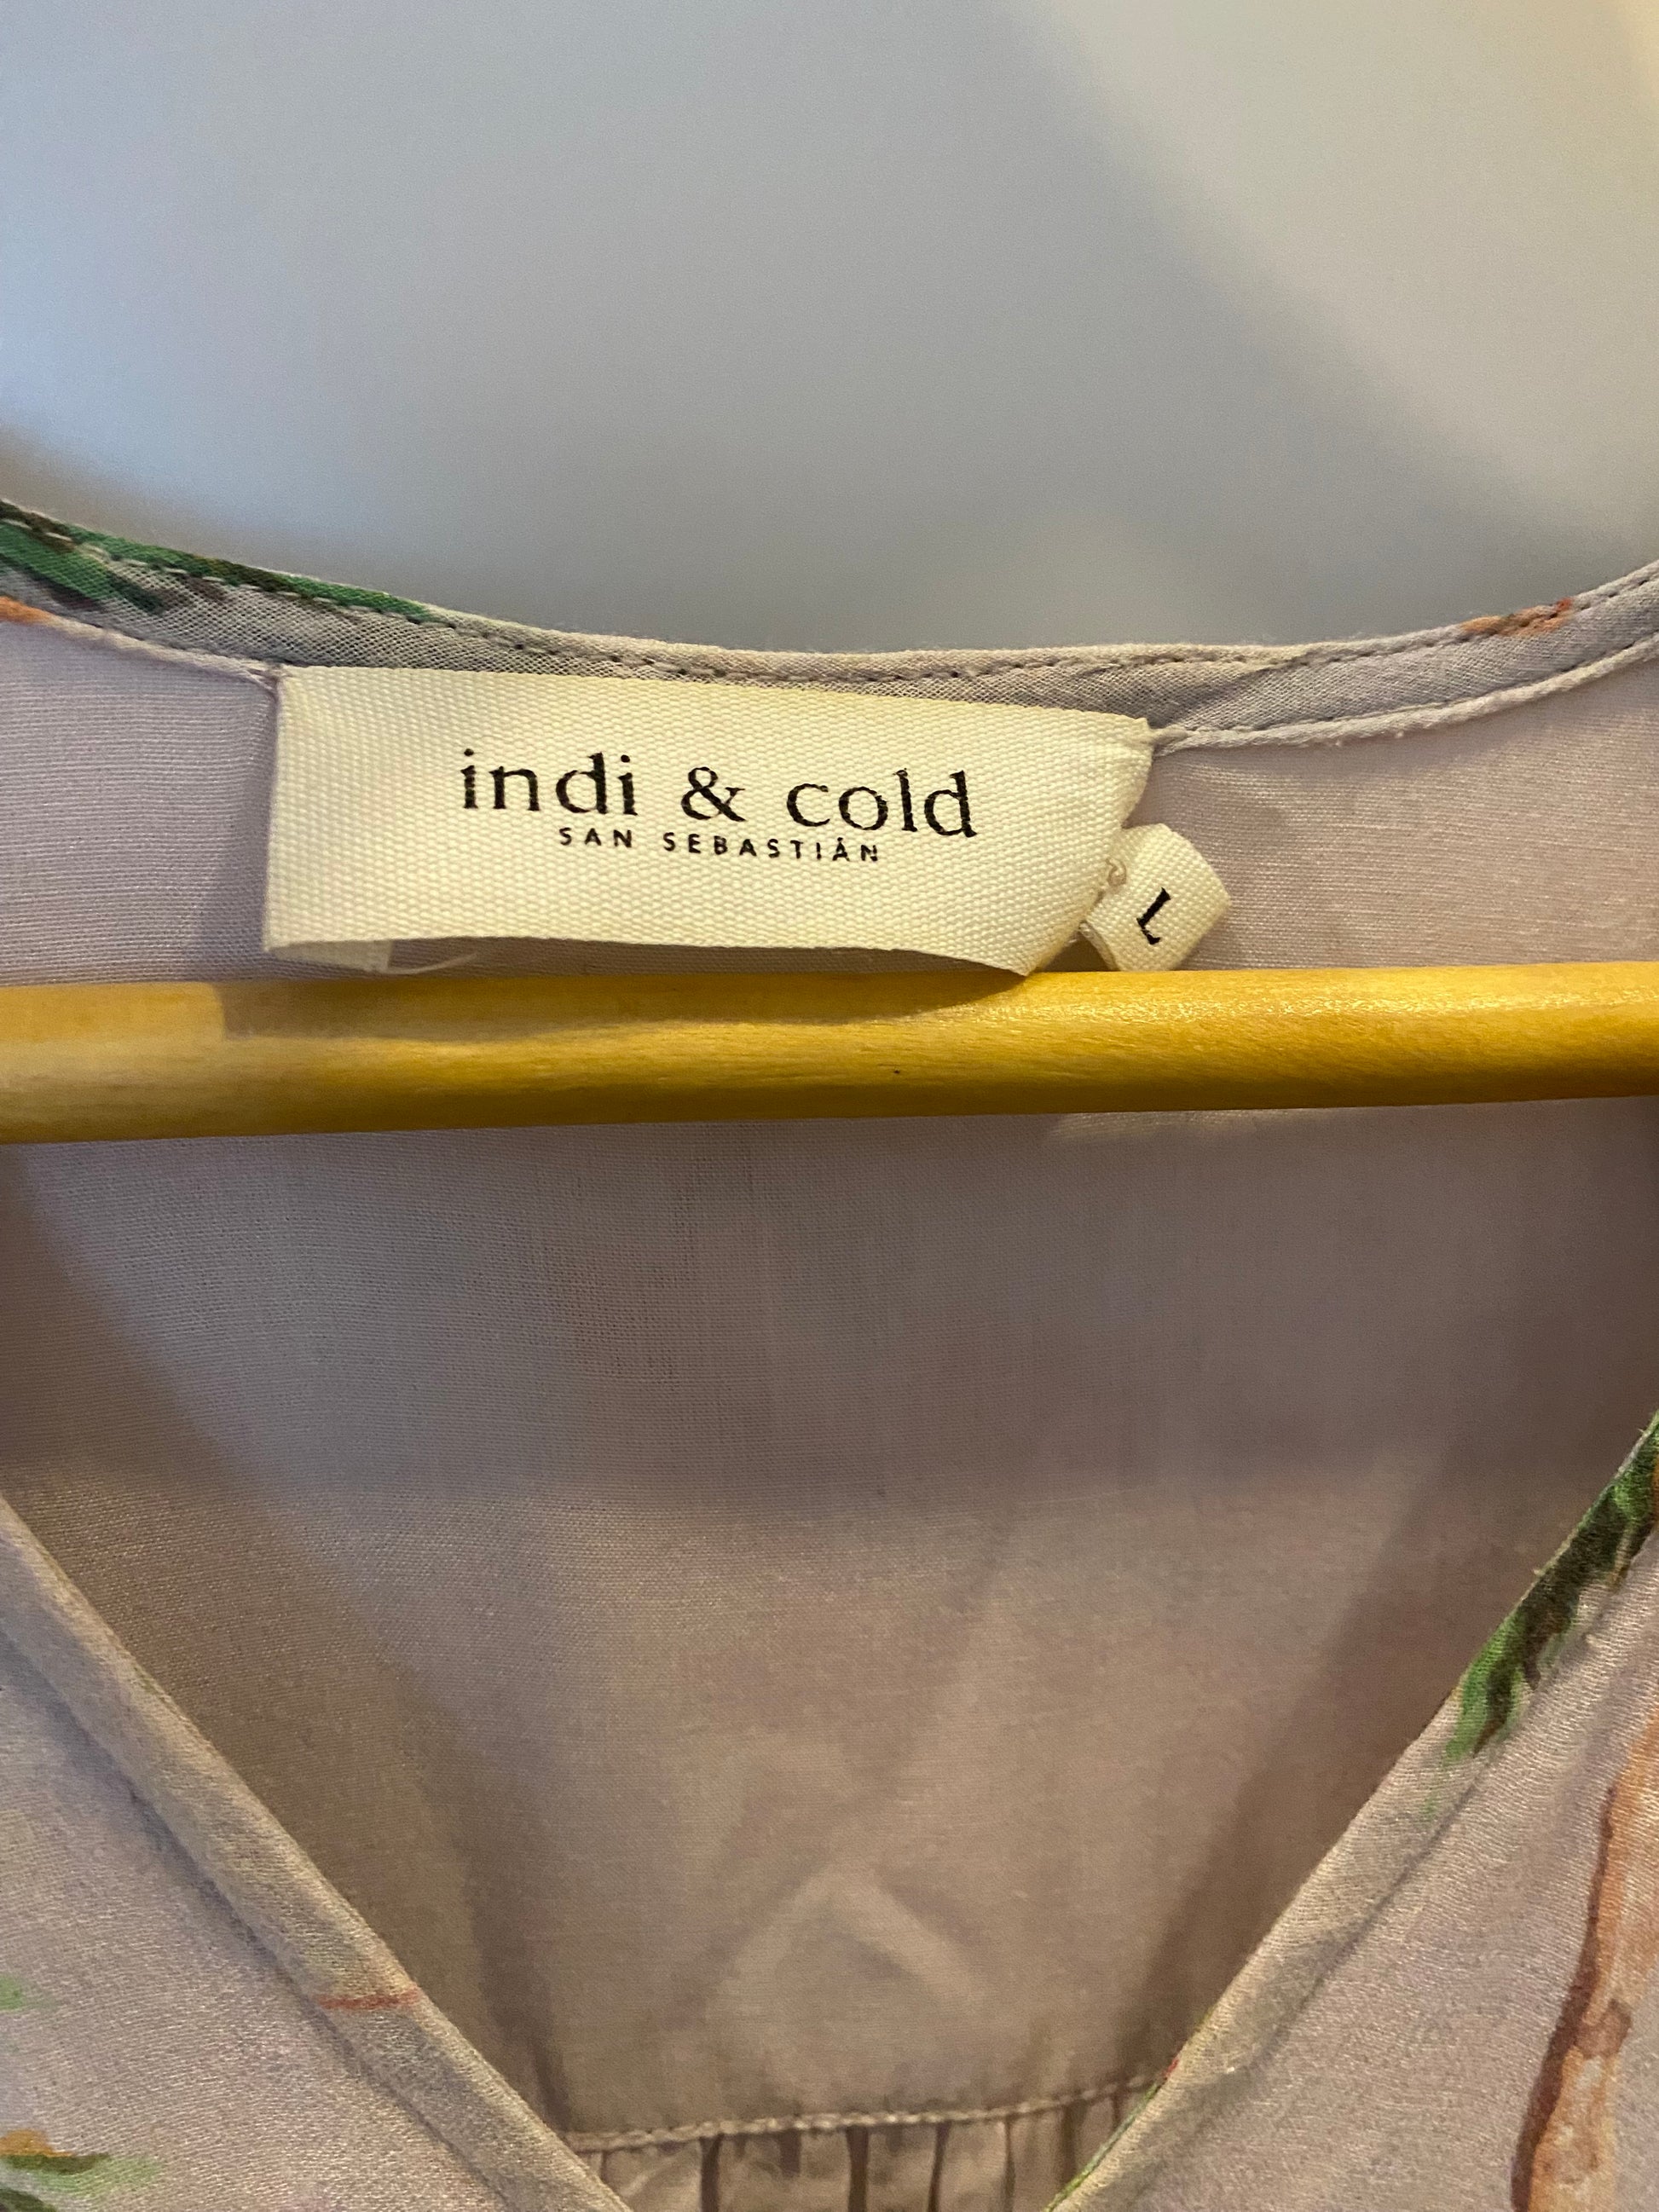 indi & cold
SAN SEBASTIÁN
L